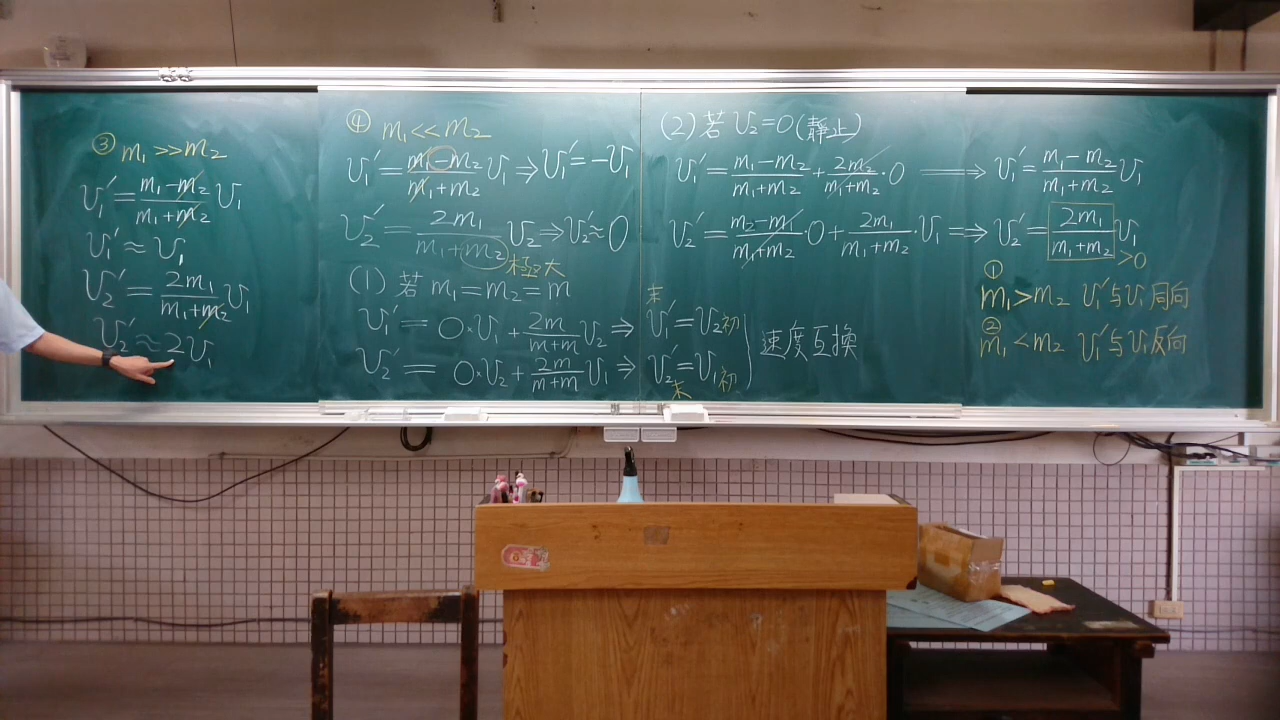 ③ m₁ >> m₂
v₁' = (m₁-m₂)/(m₁+m₂) v₁
v₁' ≈ v₁
v₂' = 2m₁/(m₁+m₂) v₁
v₂' ≈ 2v₁
④ m₁ << m₂
v₁' = (m₁-m₂)/(m₁+m₂) v₁ ⇒ v₁' = -v₁
v₂' = 2m₁/(m₁+m₂) v₂ ⇒ v₂' ≈ 0
極大
(1) 若 m₁ = m₂ = m
末
v₁' = 0·v₁ + 2m/(m+m) v₂ ⇒ v₁' = v₂初
v₂' = 0·v₂ + 2m/(m+m) v₁ ⇒ v₂' = v₁初
末
速度互換
(2) 若 v₂ = 0 (靜止)
v₁' = (m₁-m₂)/(m₁+m₂) + 2m₂/(m₁+m₂)·0 ⇒ v₁' = (m₁-m₂)/(m₁+m₂) v₁
v₂' = (m₂-m₁)/(m₁+m₂)·0 + 2m₁/(m₁+m₂)·v₁ ⇒ v₂' = 2m₁/(m₁+m₂) v₁
>0
①
m₁ > m₂ v₁'与v₁同向
②
m₁ < m₂ v₁'与v₁反向